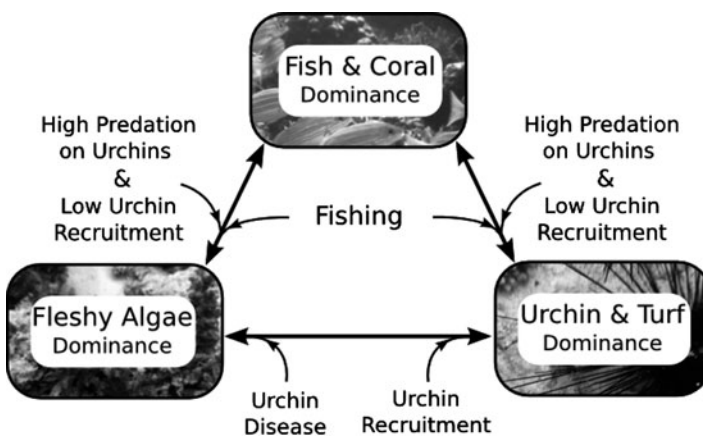 Fish & Coral
Dominance
High Predation
on Urchins
&
Low Urchin
Recruitment
Fishing
High Predation
on Urchins
&
Low Urchin
Recruitment
Fleshy Algae
Dominance
Urchin & Turf
Dominance
Urchin
Disease
Urchin
Recruitment